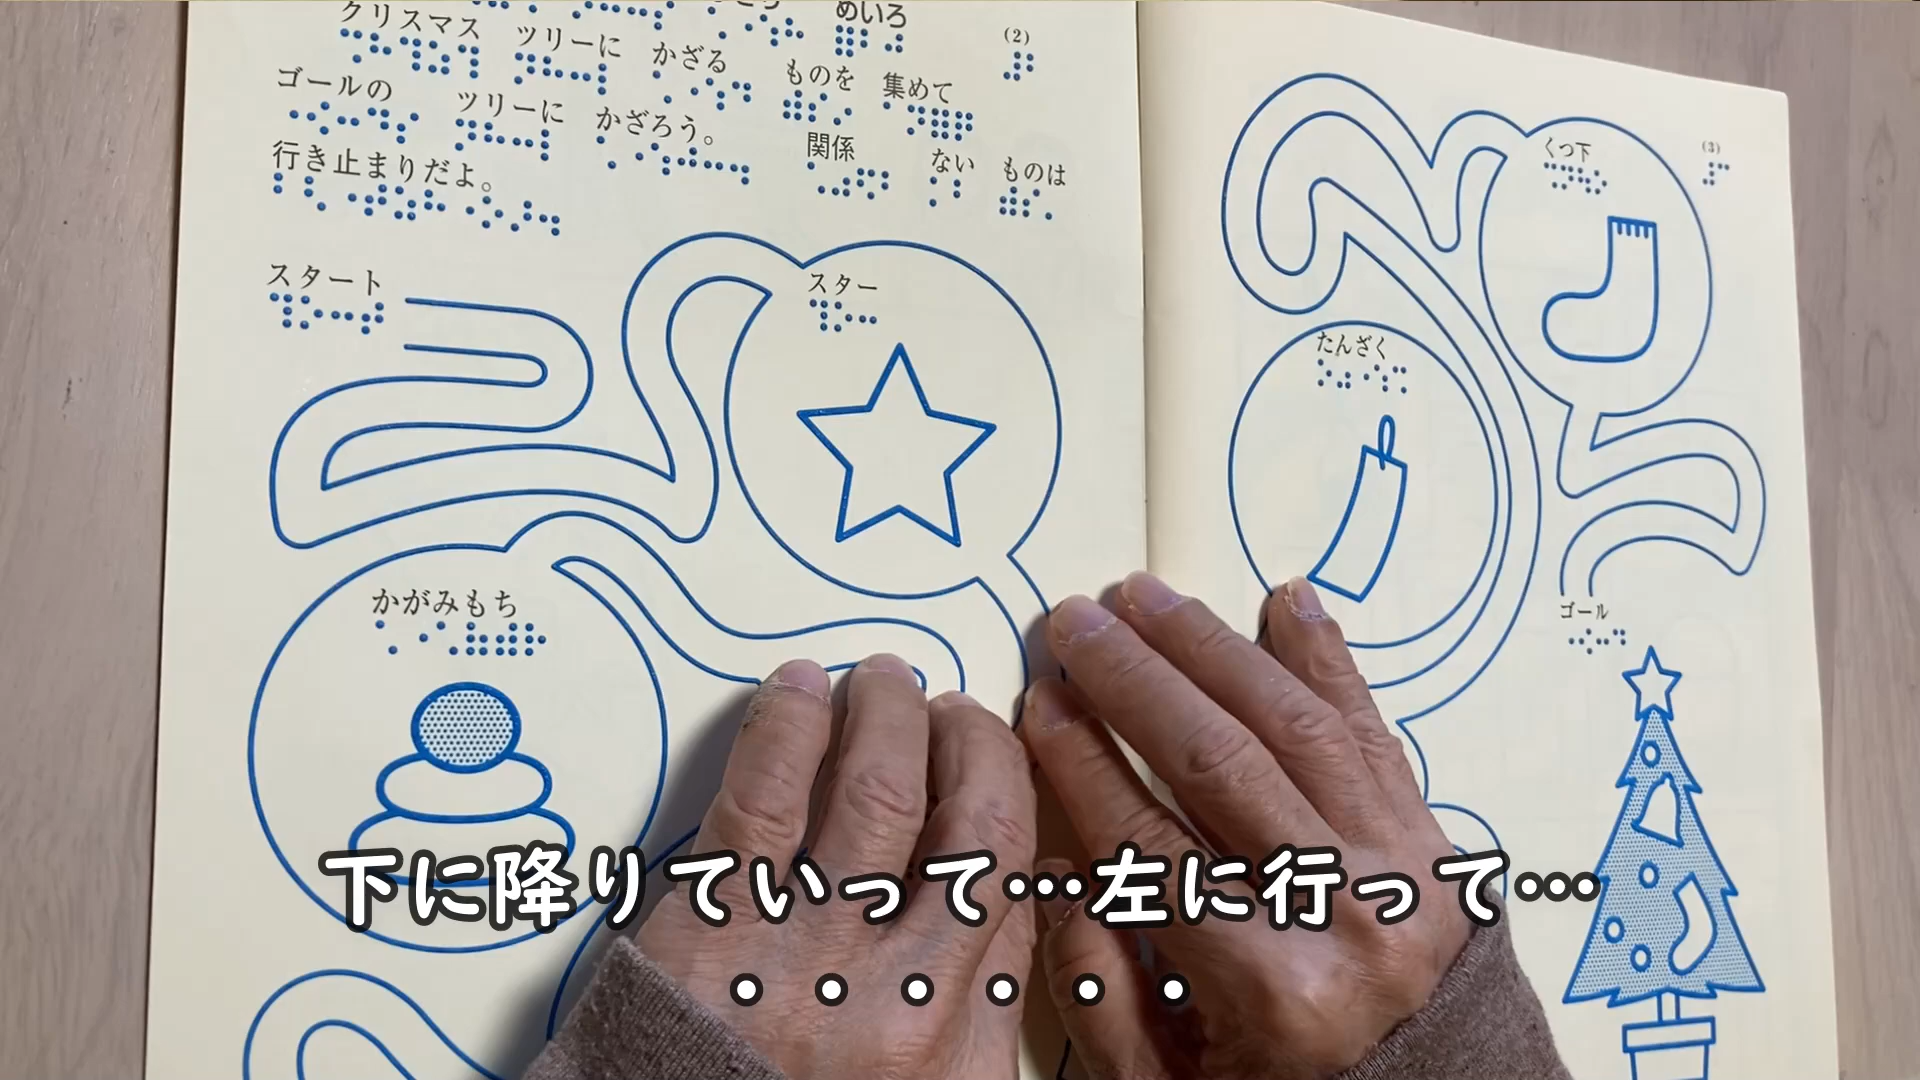 めいろ
クリスマス ツリーに かざる ものを 集めて
ゴールの ツリーに かざろう。 関係 ない ものは
行き止まりだよ。
スタート
スター
かがみもち
(2)
(3)
くつ下
たんざく
ゴール
下に降りていって…左に行って…
・・・・・・